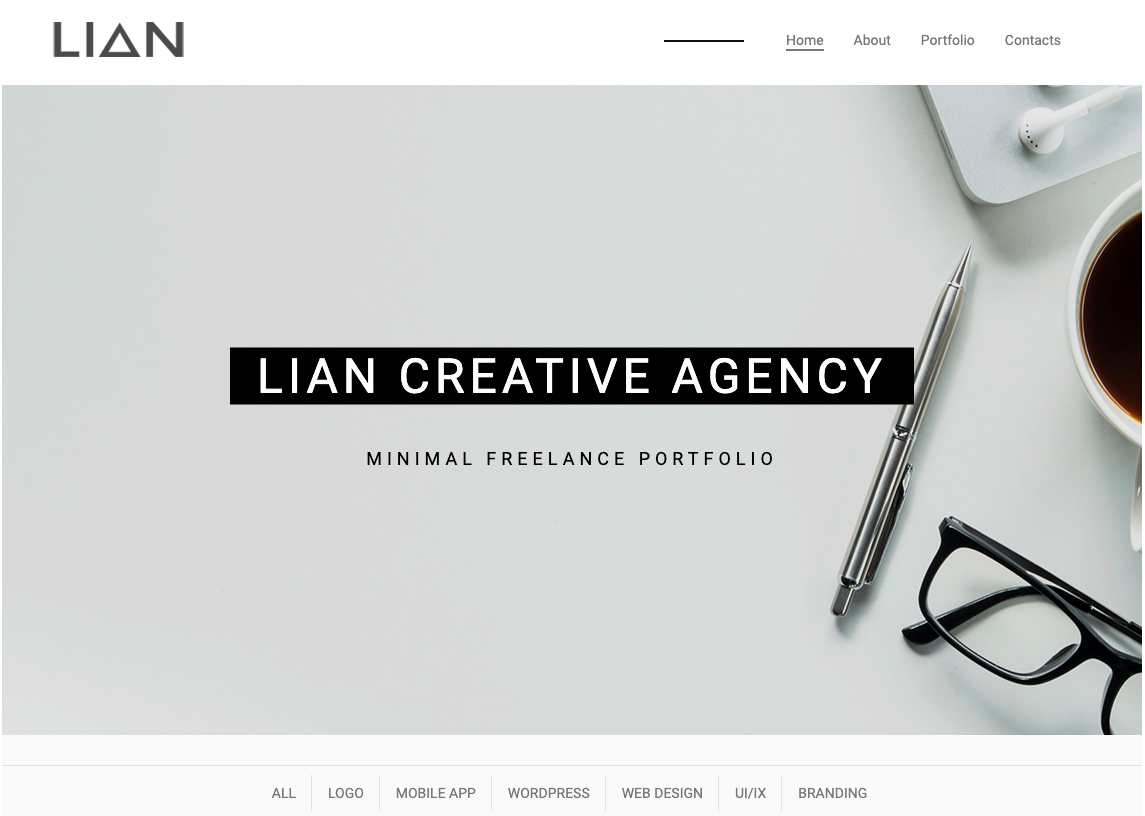 LIAN
Home About Portfolio Contacts
LIAN CREATIVE AGENCY
MINIMAL FREELANCE PORTFOLIO
ALL LOGO MOBILE APP WORDPRESS WEB DESIGN UI/IX BRANDING